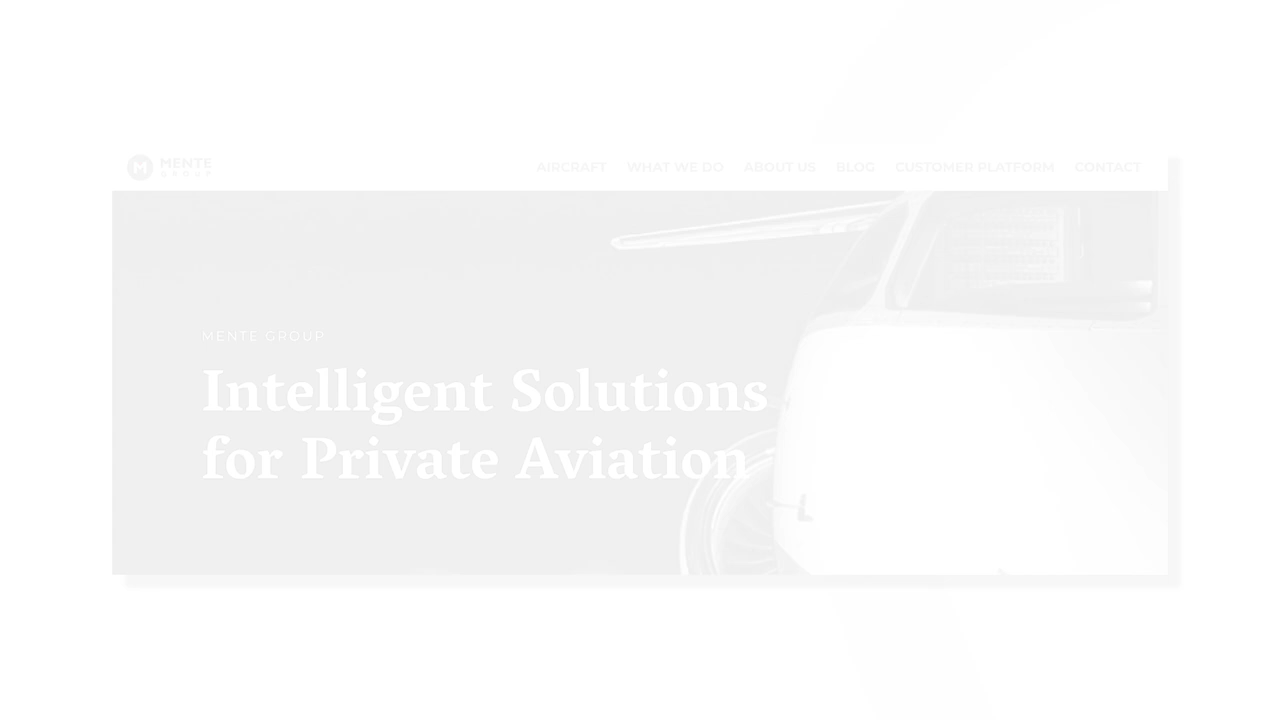 MENTE
GROUP
AIRCRAFT WHAT WE DO ABOUT US BLOG CUSTOMER PLATFORM CONTACT
MENTE GROUP
Intelligent Solutions
for Private Aviation